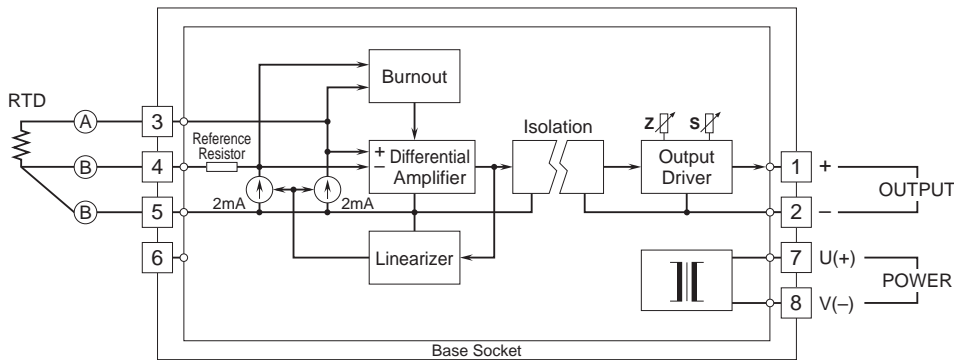 RTD
A
B
B
3
4
5
6
Reference
Resistor
2mA
2mA
Burnout
+
–
Differential
Amplifier
Linearizer
Isolation
Z
S
Output
Driver
1
+
2
–
OUTPUT
7
U(+)
8
V(–)
POWER
Base Socket